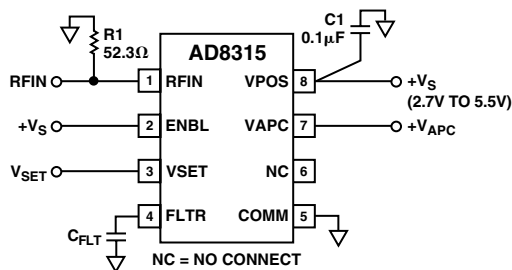 R1
52.3Ω
C1
0.1µF
AD8315
RFIN
1
RFIN
VPOS
8
+VS
(2.7V TO 5.5V)
+VS
2
ENBL
VAPC
7
+VAPC
VSET
3
VSET
NC
6
4
FLTR
COMM
5
CFLT
NC = NO CONNECT